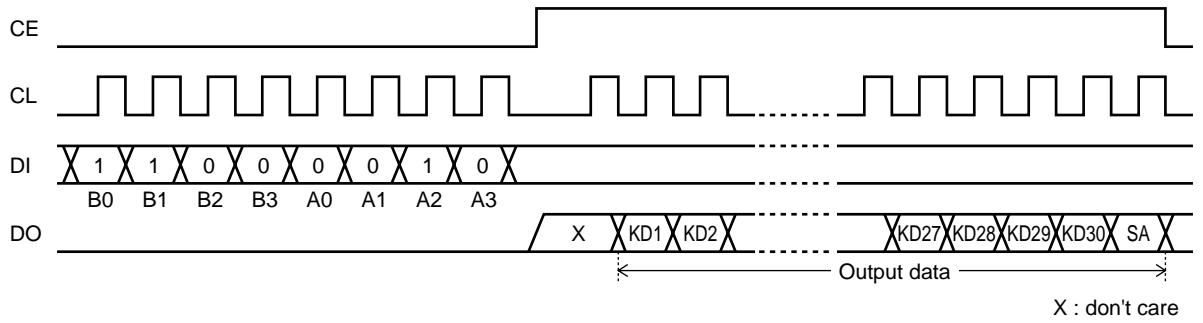 CE
CL
DI 1 1 0 0 0 0 1 0
B0 B1 B2 B3 A0 A1 A2 A3
DO X KD1 KD2 KD27 KD28 KD29 KD30 SA
Output data
X : don't care